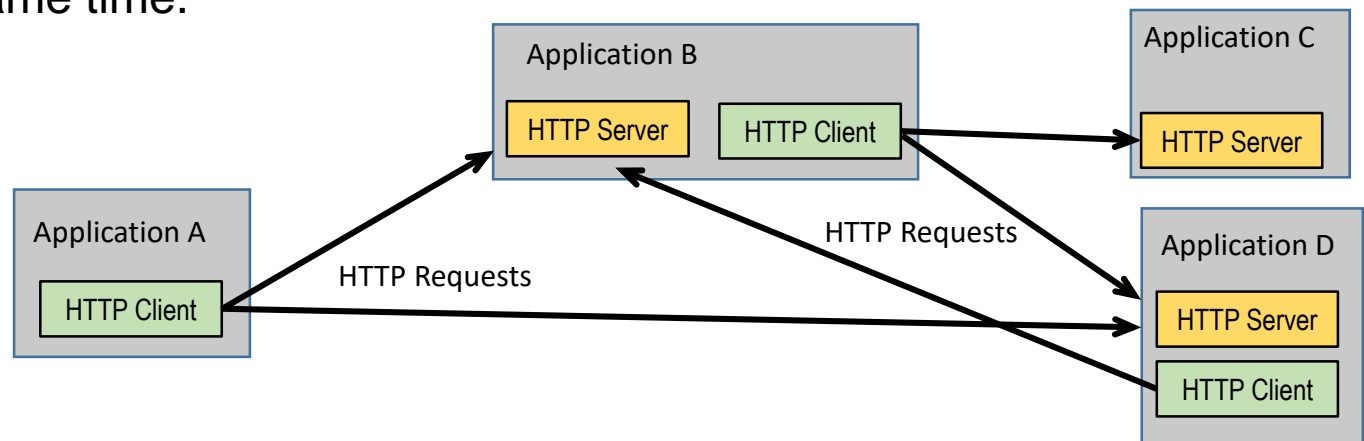 ame time.
Application B
HTTP Server
HTTP Client
Application C
HTTP Server
Application A
HTTP Client
HTTP Requests
HTTP Requests
Application D
HTTP Server
HTTP Client